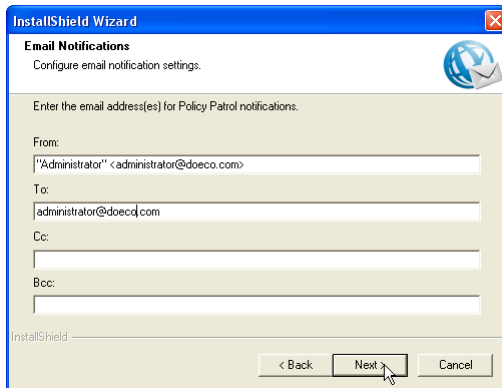 InstallShield Wizard
Email Notifications
Configure email notification settings.
Enter the email address(es) for Policy Patrol notifications.
From:
"Administrator" <administrator@doeco.com>
To:
administrator@doeco.com
Cc:
Bcc:
InstallShield
< Back Next > Cancel